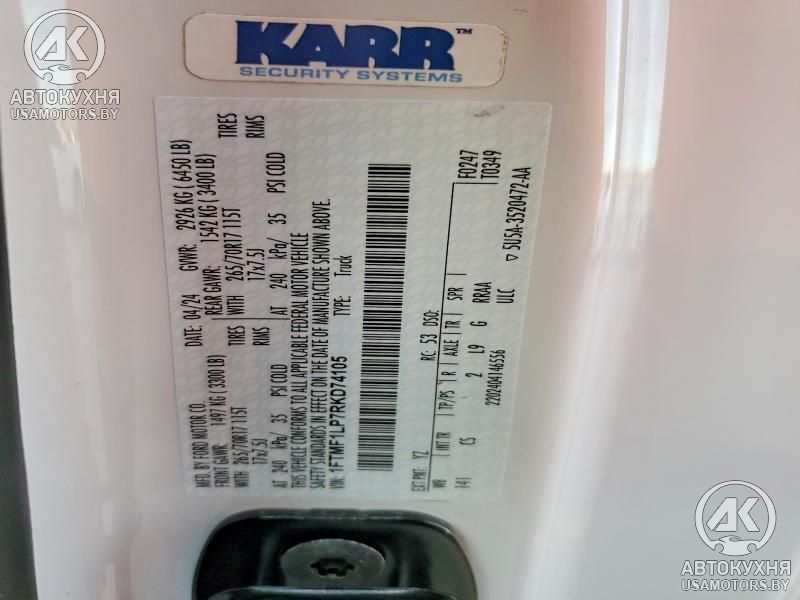 KARR™
SECURITY SYSTEMS
АВТОКУХНЯ
USAMOTORS.BY
MFD. BY FORD MOTOR CO.
DATE: 04/24 GVWR: 2926 KG ( 6450 LB)
FRONT GAWR: 1497 KG ( 3300 LB) REAR GAWR: 1542 KG ( 3400 LB)
WITH 265/70R17 115T TIRES WITH 265/70R17 115T TIRES
17x7.5J RIMS 17x7.5J RIMS
AT 240 kPa/ 35 PSI COLD AT 240 kPa/ 35 PSI COLD
THIS VEHICLE CONFORMS TO ALL APPLICABLE FEDERAL MOTOR VEHICLE
SAFETY STANDARDS IN EFFECT ON THE DATE OF MANUFACTURE SHOWN ABOVE.
VIN: 1FTMF1LP7RKD74105 TYPE: Truck
F0247
T0349
EXT PNT: YZ RC: 53 DSO:
WB INT TR TP/PS R AXLE TR SPR
141 CS 2 L9 G RRAA
2202404146556 ULC
▽ 5U5A-3520472-AA
АВТОКУХНЯ
USAMOTORS.BY